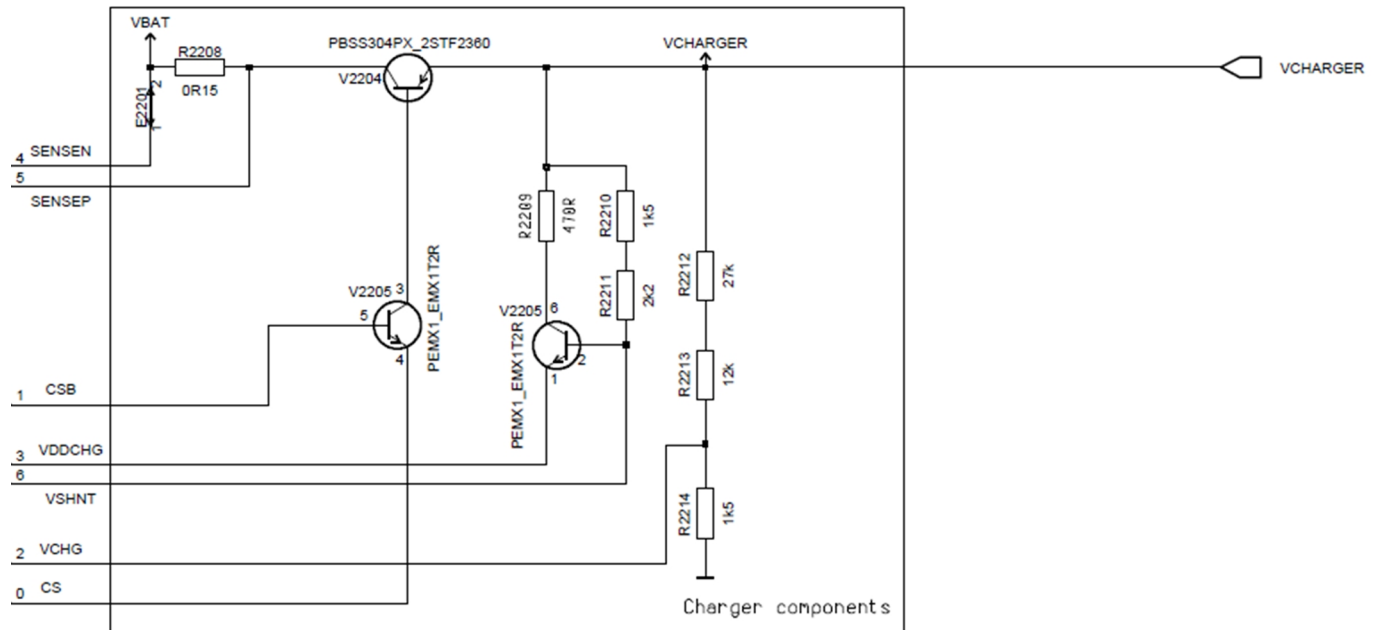 VBAT
R2208
0R15
PBSS304PX_2STF2360
V2204
VCHARGER
VCHARGER
E2201
2
1
4 SENSEN
5
SENSEP
R2209
470R
R2210
1k5
R2211
2k2
R2212
27k
V2205 3
5
4
PEMX1_EMX1T2R
V2205 6
2
1
PEMX1_EMX1T2R
R2213
12k
1 CSB
3 VDDCHG
6
VSHNT
R2214
1k5
2 VCHG
0 CS
Charger components